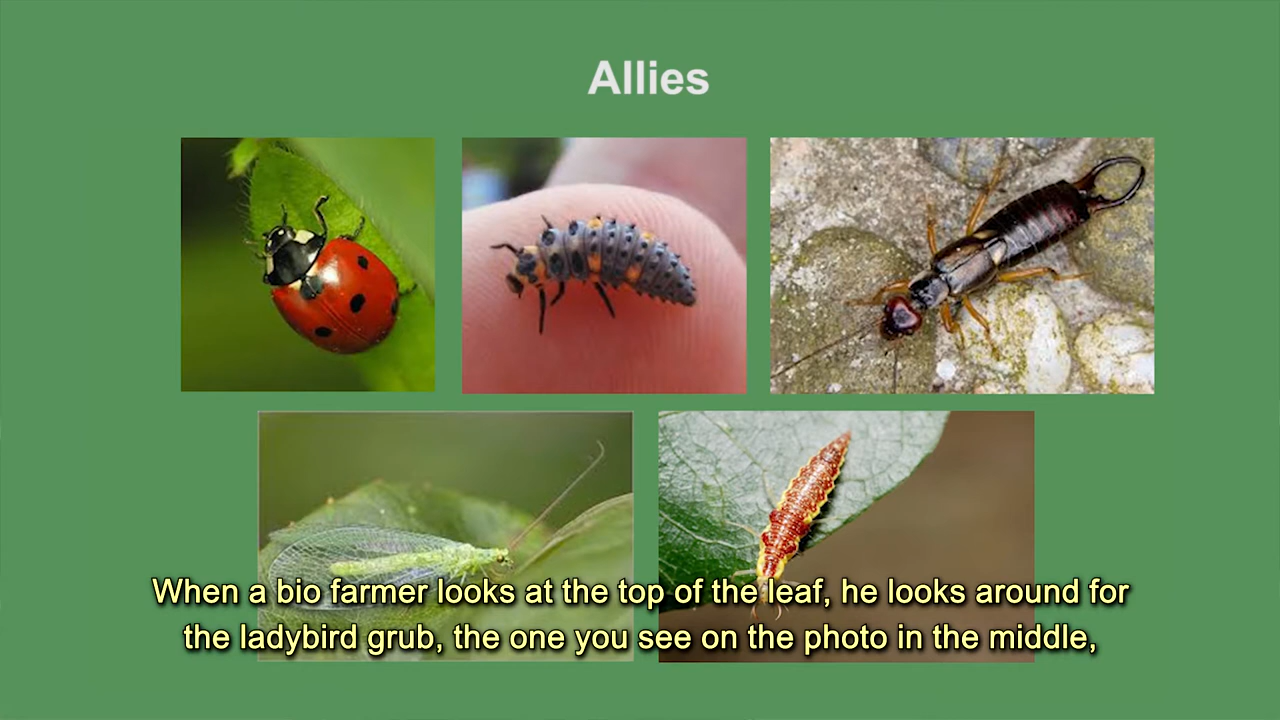 Allies
When a bio farmer looks at the top of the leaf, he looks around for
the ladybird grub, the one you see on the photo in the middle,